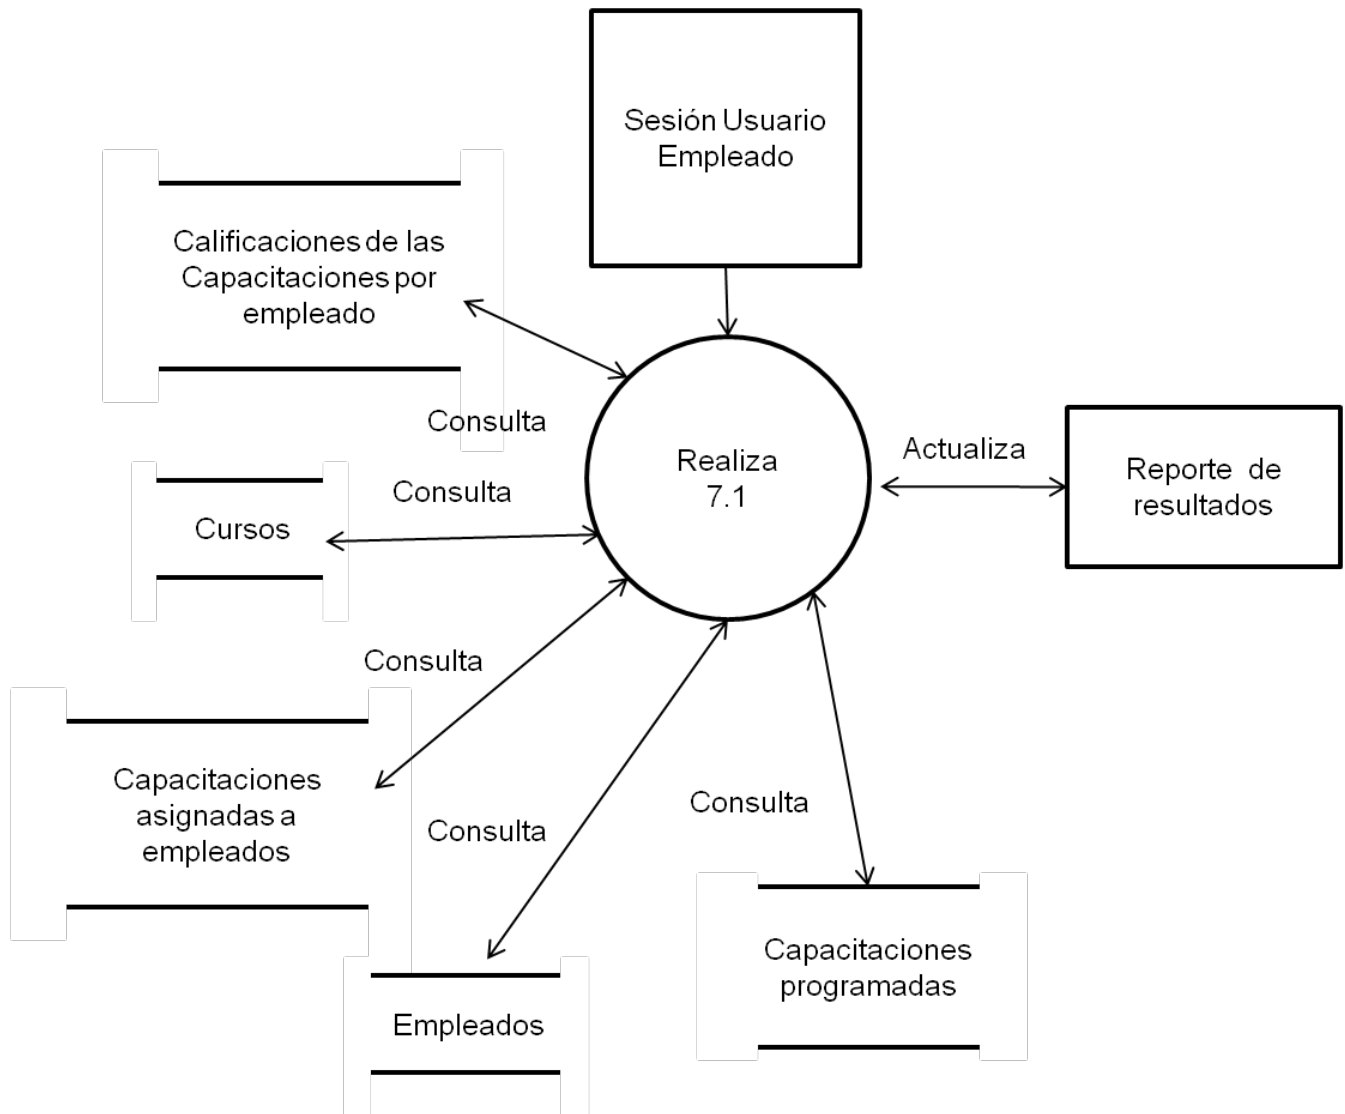 Sesión Usuario
Empleado
Calificaciones de las
Capacitaciones por
empleado
Consulta
Realiza
7.1
Actualiza
Reporte de
resultados
Consulta
Cursos
Consulta
Capacitaciones
asignadas a
empleados
Consulta
Consulta
Capacitaciones
programadas
Empleados